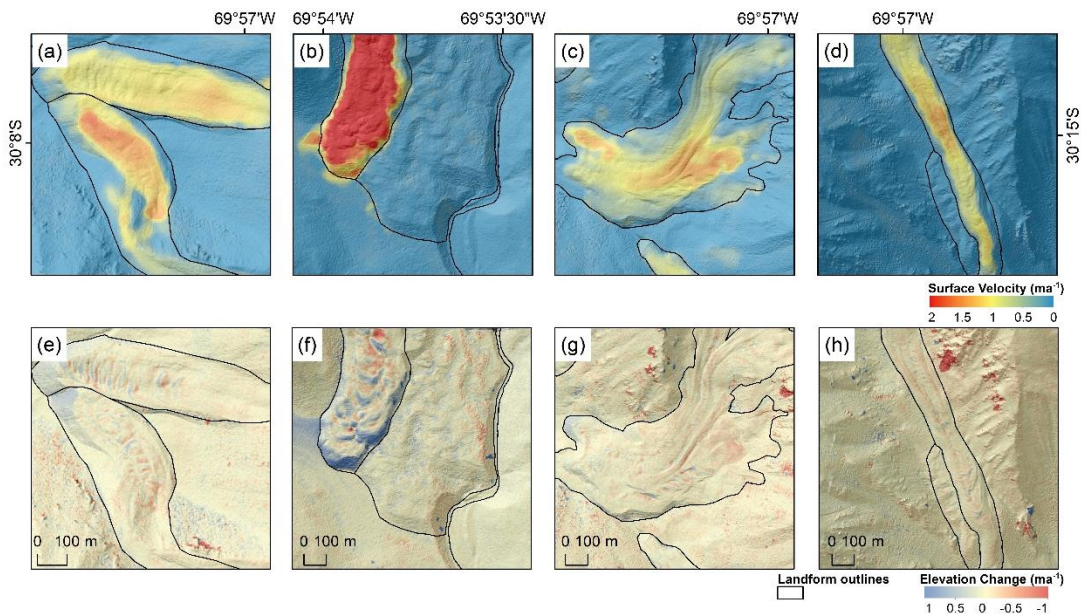 69°57'W
69°54'W
69°53'30"W
69°57'W
69°57'W
(a)
(b)
(c)
(d)
30°8'S
30°15'S
Surface Velocity (ma⁻¹)
2 1.5 1 0.5 0
(e)
(f)
(g)
(h)
0 100 m
0 100 m
0 100 m
0 100 m
Landform outlines
Elevation Change (ma⁻¹)
1 0.5 0 -0.5 -1